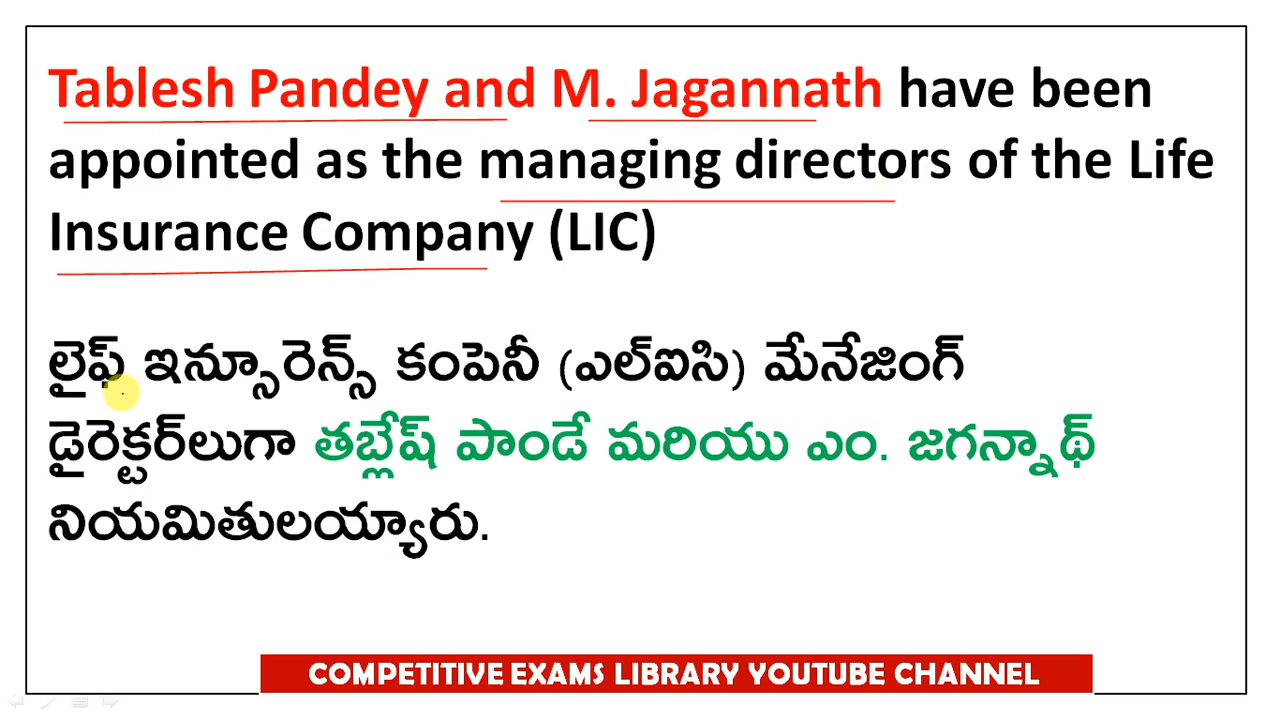 Tablesh Pandey and M. Jagannath have been
appointed as the managing directors of the Life
Insurance Company (LIC)
లైఫ్ ఇన్సూరెన్స్ కంపెనీ (ఎల్ఐసి) మేనేజింగ్
డైరెక్టర్‌లుగా తబ్లేష్ పాండే మరియు ఎం. జగన్నాథ్
నియమితులయ్యారు.
COMPETITIVE EXAMS LIBRARY YOUTUBE CHANNEL